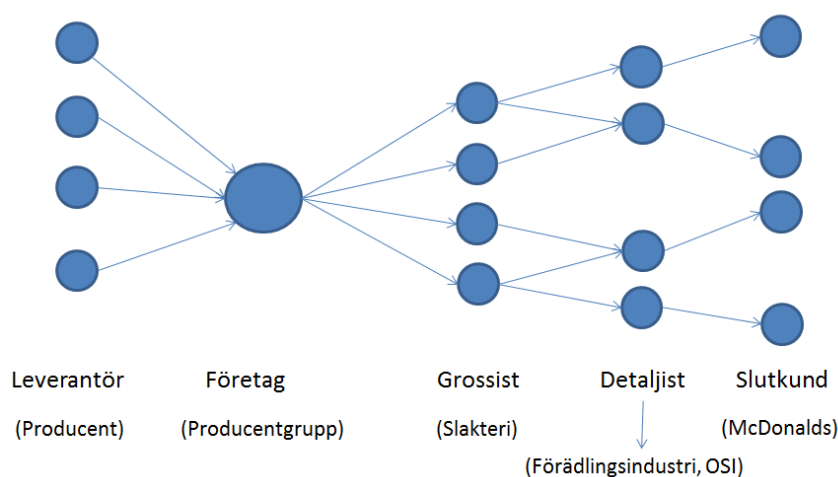 Leverantör Företag Grossist Detaljist Slutkund
(Producent) (Producentgrupp) (Slakteri) (McDonalds)
(Förädlingsindustri, OSI)